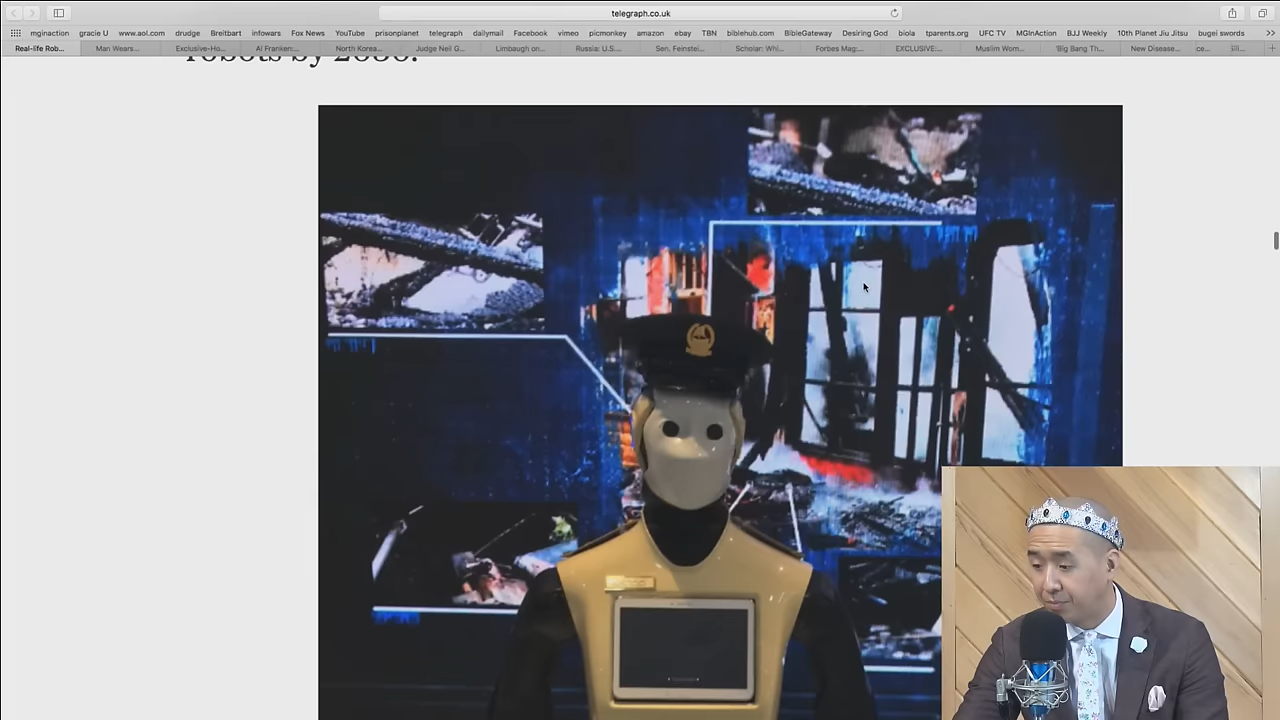 telegraph.co.uk
mginaction gracie U www.aol.com drudge Breitbart infowars Fox News YouTube prisonplanet telegraph dailymail Facebook vimeo picmonkey amazon ebay TBN biblehub.com BibleGateway Desiring God biola tparents.org UFC TV MGInAction BJJ Weekly 10th Planet Jiu Jitsu bugei swords
Real-life Rob... Man Wears... Exclusive-Ho... Al Franken:... North Korea... Judge Neil G... Limbaugh on... Russia: U.S... Sen. Feinstei... Scholar: Whi... Forbes Mag:... EXCLUSIVE:... Muslim Wom... 'Big Bang Th... New Disease... ce...
robots by 2030.